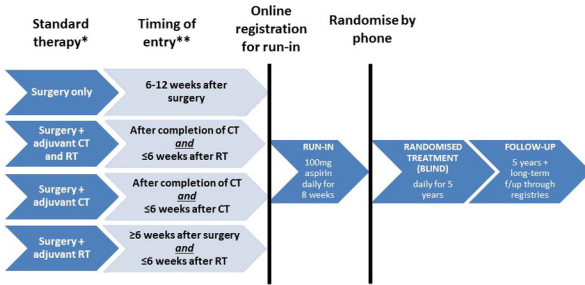 Standard
therapy*
Timing of
entry**
Online
registration
for run-in
Randomise by
phone
Surgery only
6-12 weeks after
surgery
Surgery +
adjuvant CT
and RT
After completion of CT
and
≤6 weeks after RT
Surgery +
adjuvant CT
After completion of CT
and
≤6 weeks after CT
Surgery +
adjuvant RT
≥6 weeks after surgery
and
≤6 weeks after RT
RUN-IN
100mg
aspirin
daily for
8 weeks
RANDOMISED
TREATMENT
(BLIND)
daily for 5
years
FOLLOW-UP
5 years +
long-term
f/up through
registries